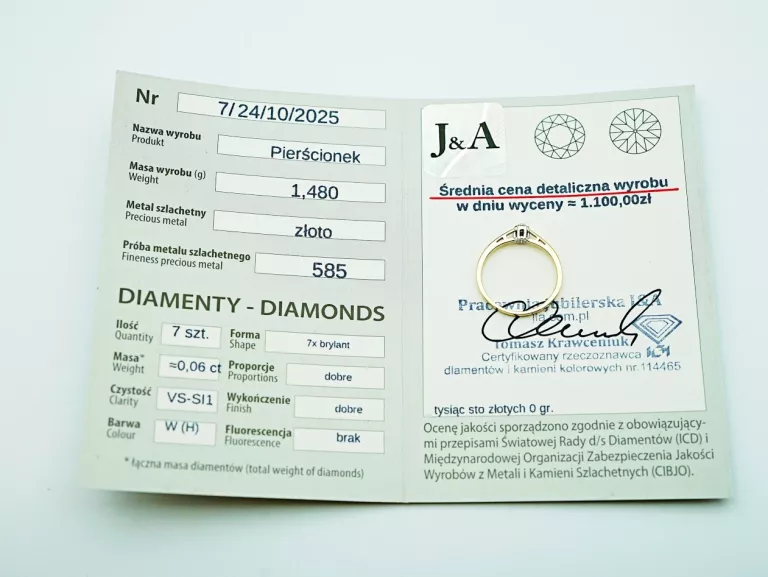 Nr 7/24/10/2025
Nazwa wyrobu
Produkt
Pierścionek
Masa wyrobu (g)
Weight
1,480
Metal szlachetny
Precious metal
złoto
Próba metalu szlachetnego
Fineness precious metal
585
DIAMENTY - DIAMONDS
Ilość
Quantity
7 szt.
Forma
Shape
7x brylant
Masa*
Weight
≈0,06 ct
Proporcje
Proportions
dobre
Czystość
Clarity
VS-SI1
Wykończenie
Finish
dobre
Barwa
Colour
W (H)
Fluorescencja
Fluorescence
brak
* łączna masa diamentów (total weight of diamonds)
J&A
Średnia cena detaliczna wyrobu
w dniu wyceny ≈ 1.100,00zł
Pracownia Jubilerska J&A
Tomasz Krawceniuk
Certyfikowany rzeczoznawca
diamentów i kamieni kolorowych nr 114465
tysiąc sto złotych 0 gr.
Ocenę jakości sporządzono zgodnie z obowiązują-
mi przepisami Światowej Rady d/s Diamentów (ICD) i
Międzynarodowej Organizacji Zabezpieczenia Jakości
Wyrobów z Metali i Kamieni Szlachetnych (CIBJO).